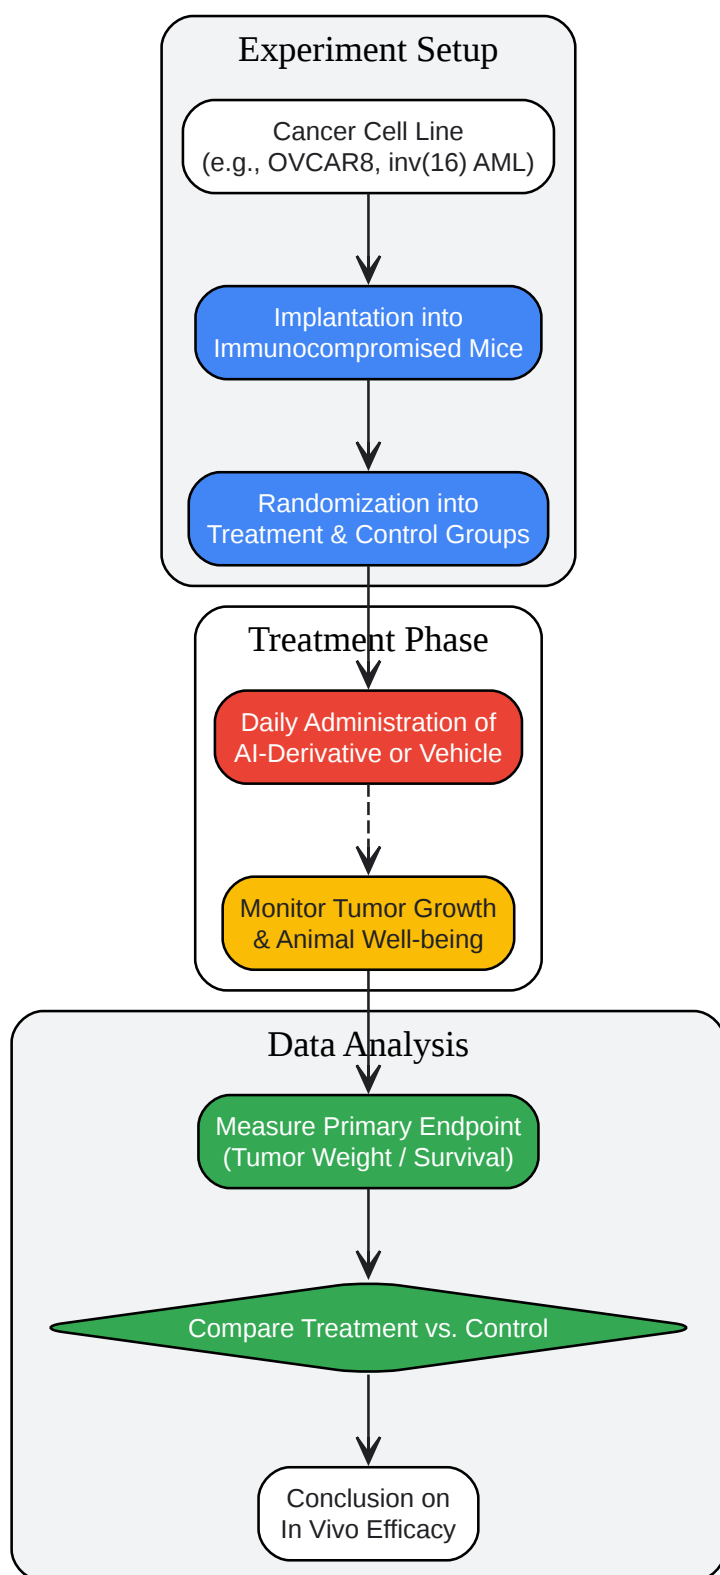 Experiment Setup
Cancer Cell Line
(e.g., OVCAR8, inv(16) AML)
Implantation into
Immunocompromised Mice
Randomization into
Treatment & Control Groups
Treatment Phase
Daily Administration of
AI-Derivative or Vehicle
Monitor Tumor Growth
& Animal Well-being
Data Analysis
Measure Primary Endpoint
(Tumor Weight / Survival)
Compare Treatment vs. Control
Conclusion on
In Vivo Efficacy